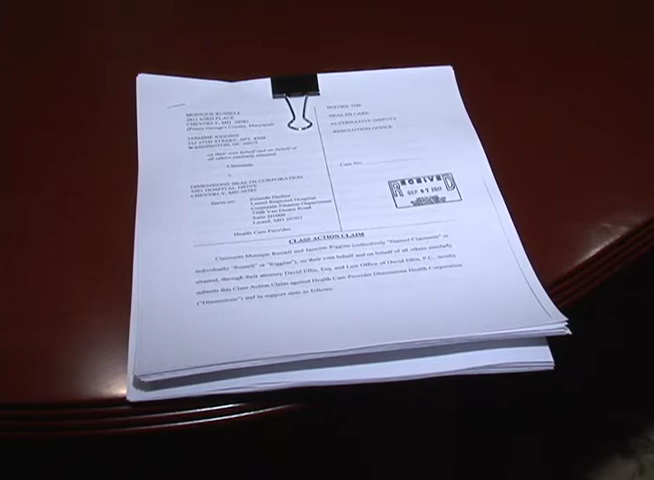 MONIQUE RUSSELL
CHEVERLY, MD
(Prince George's County, Maryland)
JASMINE RIGGINS
WASHINGTON, DC
on their own behalf and on behalf of
all others similarly situated
Claimants
v.
DIMENSIONS HEALTH CORPORATION
3001 HOSPITAL DRIVE
CHEVERLY, MD 20785
Serve on:
Laurel Regional Hospital
Corporate Finance Department
7300 Van Dusen Road
Laurel, MD
Health Care Provider
BEFORE THE
HEALTH CARE
ALTERNATIVE DISPUTE
RESOLUTION OFFICE
Case No.
RECEIVED
SEP 07 2017
CLASS ACTION CLAIM
Claimants Monique Russell and Jasmine Riggins (collectively "Named Claimants" or
individually "Russell" or "Riggins"), on their own behalf and on behalf of all others similarly
situated, through their attorney David Ellin, Esq. and Law Office of David Ellin, P.C., hereby
submits this Class Action Claim against Health Care Provider Dimensions Health Corporation
("Dimensions") and in support state as follows: